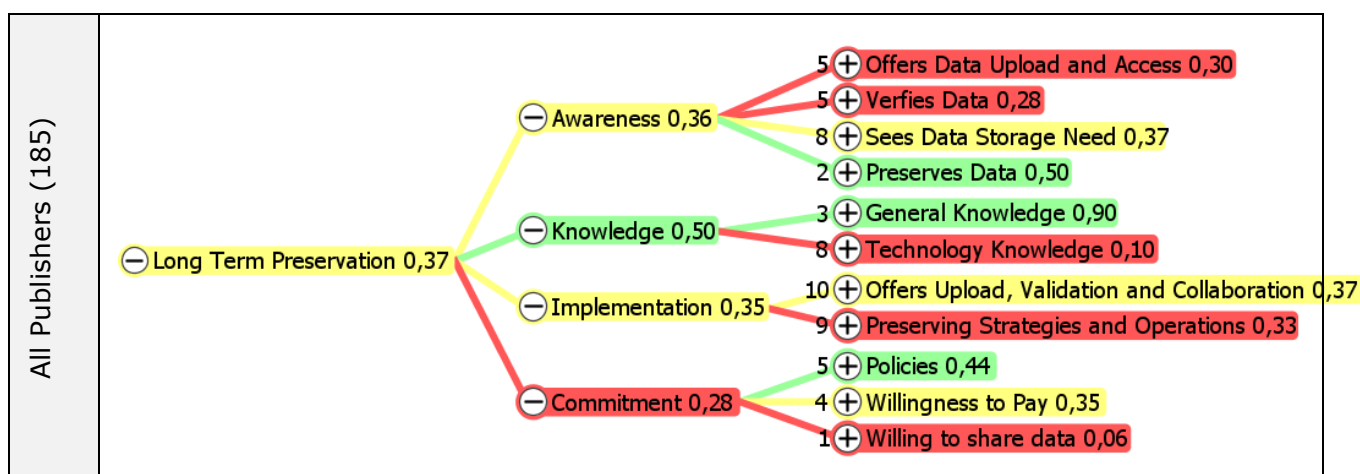 All Publishers (185)
Long Term Preservation 0,37
Awareness 0,36
5 Offers Data Upload and Access 0,30
5 Verfies Data 0,28
8 Sees Data Storage Need 0,37
2 Preserves Data 0,50
Knowledge 0,50
3 General Knowledge 0,90
8 Technology Knowledge 0,10
Implementation 0,35
10 Offers Upload, Validation and Collaboration 0,37
9 Preserving Strategies and Operations 0,33
Commitment 0,28
5 Policies 0,44
4 Willingness to Pay 0,35
1 Willing to share data 0,06